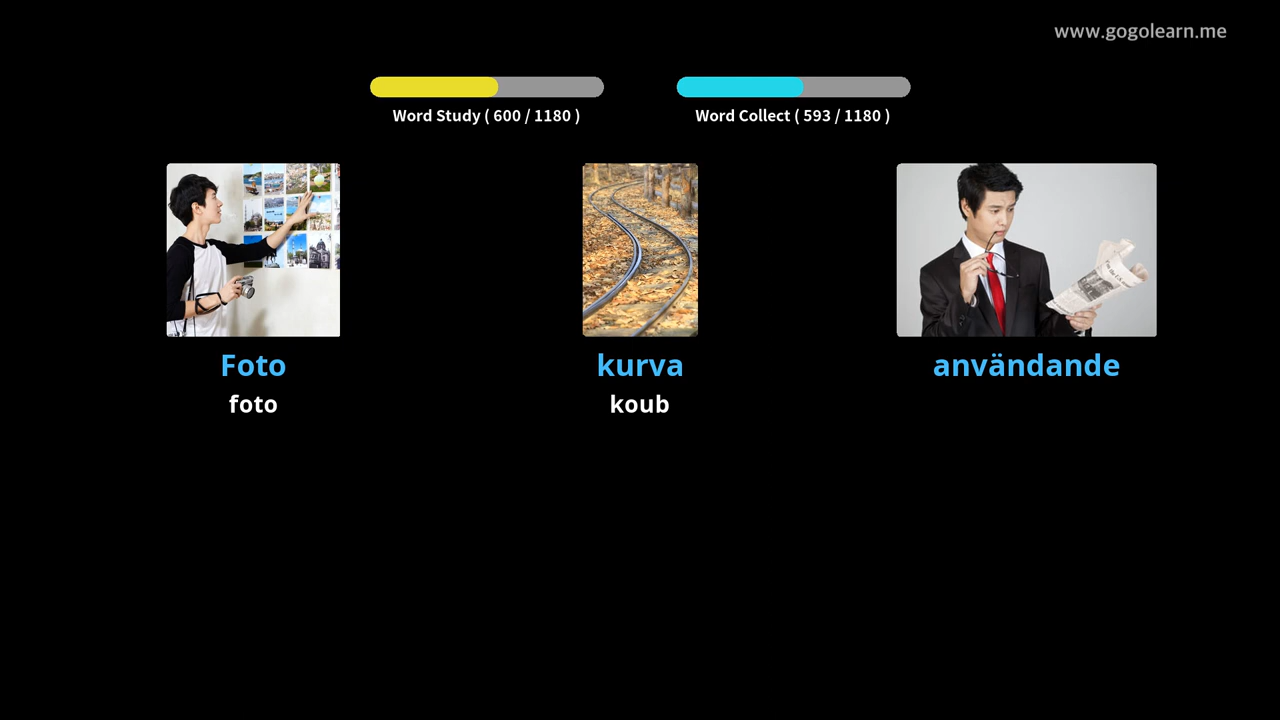 www.gogolearn.me
Word Study ( 600 / 1180 )
Word Collect ( 593 / 1180 )
Foto
kurva
användande
foto
koub